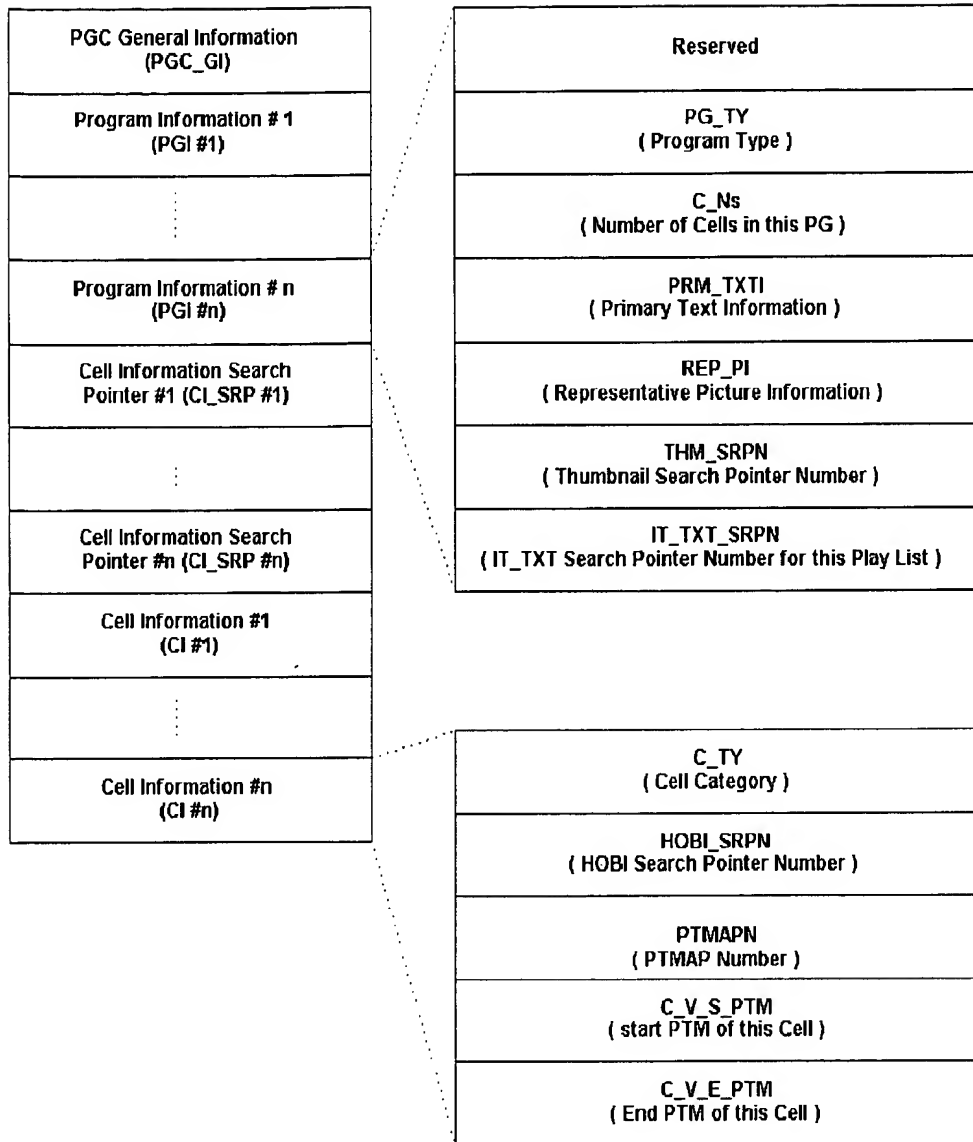 PGC General Information
(PGC_GI)
Program Information # 1
(PGI #1)
Program Information # n
(PGI #n)
Cell Information Search
Pointer #1 (CI_SRP #1)
Cell Information Search
Pointer #n (CI_SRP #n)
Cell Information #1
(CI #1)
Cell Information #n
(CI #n)
Reserved
PG_TY
( Program Type )
C_Ns
( Number of Cells in this PG )
PRM_TXTI
( Primary Text Information )
REP_PI
( Representative Picture Information )
THM_SRPN
( Thumbnail Search Pointer Number )
IT_TXT_SRPN
( IT_TXT Search Pointer Number for this Play List )
C_TY
( Cell Category )
HOBI_SRPN
( HOBI Search Pointer Number )
PTMAPN
( PTMAP Number )
C_V_S_PTM
( start PTM of this Cell )
C_V_E_PTM
( End PTM of this Cell )